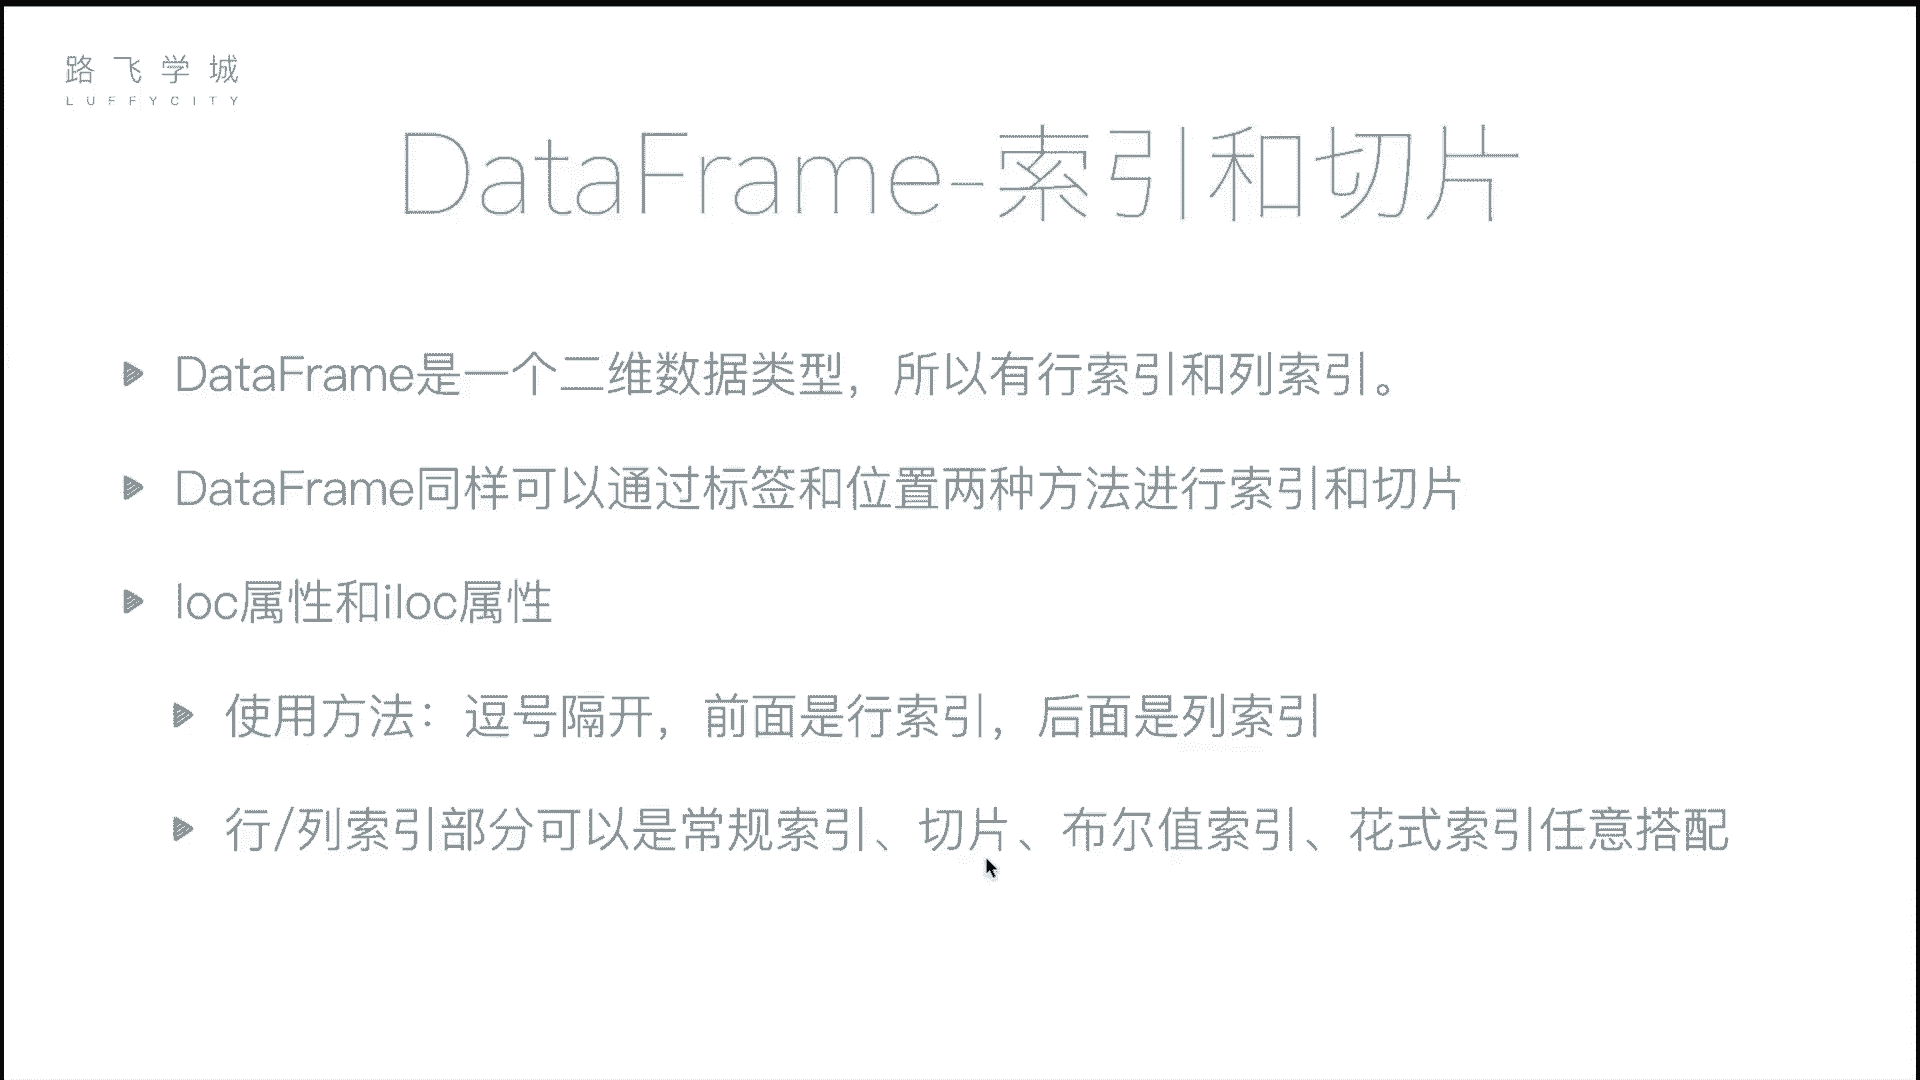 路飞学城
LUFFYCITY
DataFrame-索引和切片
DataFrame是一个二维数据类型，所以有行索引和列索引。
DataFrame同样可以通过标签和位置两种方法进行索引和切片
loc属性和iloc属性
使用方法：逗号隔开，前面是行索引，后面是列索引
行/列索引部分可以是常规索引、切片、布尔值索引、花式索引任意搭配